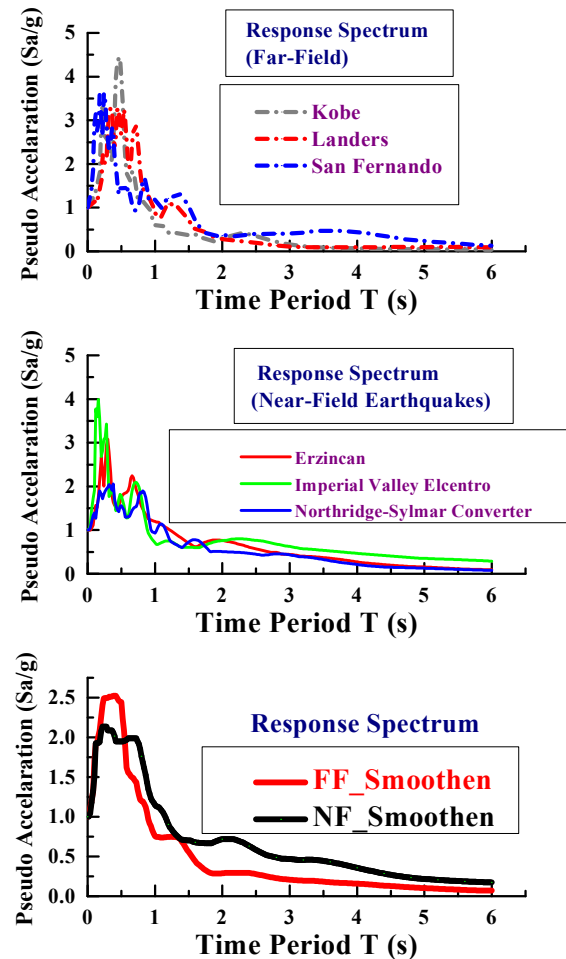 Pseudo Accelaration (Sa/g)
5
4
3
2
1
0
Response Spectrum
(Far-Field)
Kobe
Landers
San Fernando
0 1 2 3 4 5 6
Time Period T (s)
Pseudo Accelaration (Sa/g)
5
4
3
2
1
0
Response Spectrum
(Near-Field Earthquakes)
Erzincan
Imperial Valley Elcentro
Northridge-Sylmar Converter
0 1 2 3 4 5 6
Time Period T (s)
Pseudo Accelaration (Sa/g)
2.5
2.0
1.5
1.0
0.5
0.0
Response Spectrum
FF_Smoothen
NF_Smoothen
0 1 2 3 4 5 6
Time Period T (s)